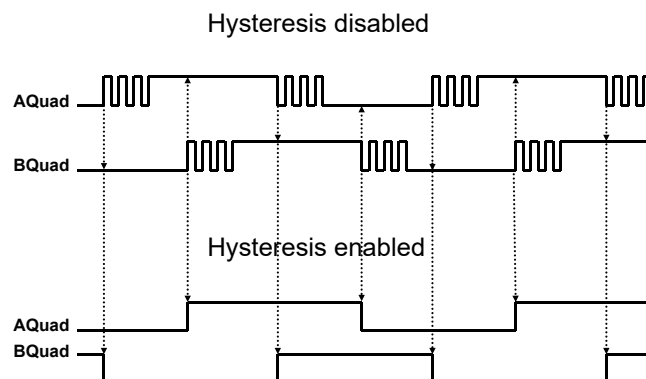 Hysteresis disabled
AQuad
BQuad
Hysteresis enabled
AQuad
BQuad